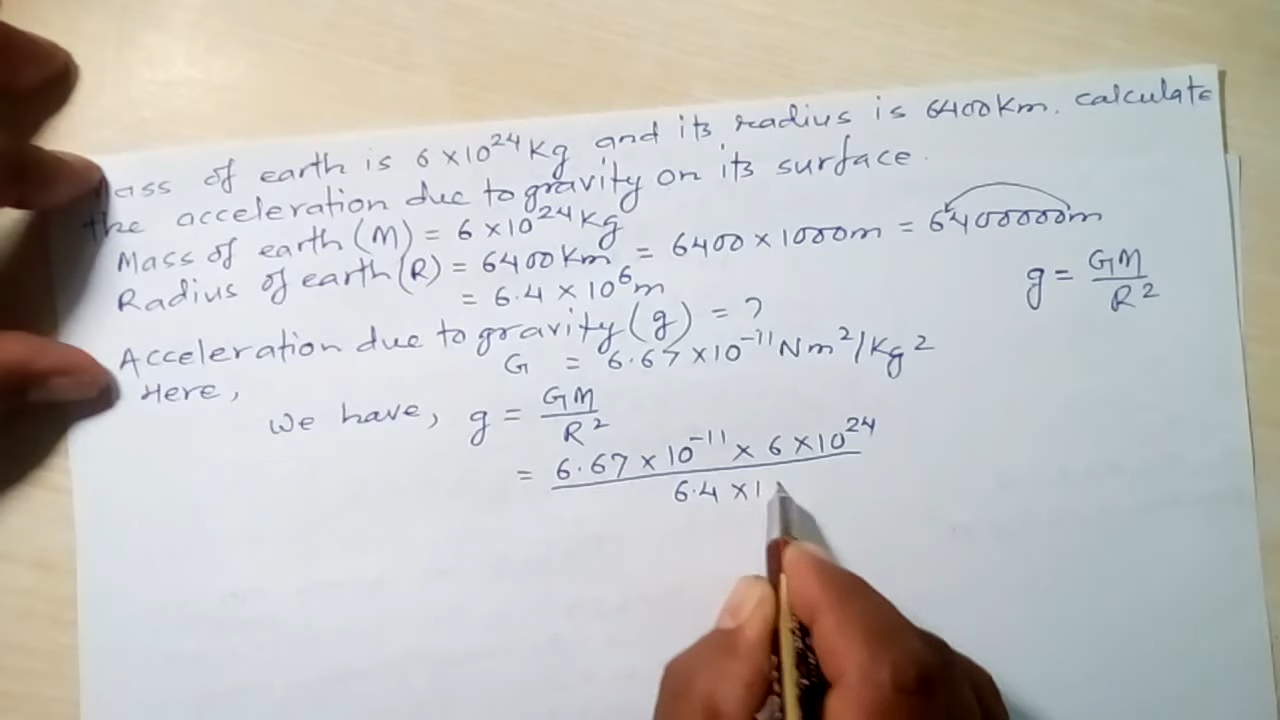 Mass of earth is 6 × 10²⁴ Kg and its radius is 6400 Km. calculate
the acceleration due to gravity on its surface.
Mass of earth (M) = 6 × 10²⁴ Kg
Radius of earth (R) = 6400 Km = 6400 × 1000m = 6400000m
= 6.4 × 10⁶m
g = GM / R²
Acceleration due to gravity (g) = ?
G = 6.67 × 10⁻¹¹ Nm² / Kg²
Here,
We have, g = GM / R²
= 6.67 × 10⁻¹¹ × 6 × 10²⁴
6.4 × 1